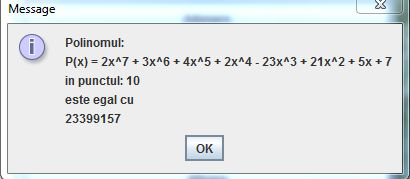 Message
Polinomul:
P(x) = 2x^7 + 3x^6 + 4x^5 + 2x^4 - 23x^3 + 21x^2 + 5x + 7
in punctul: 10
este egal cu
23399157
OK